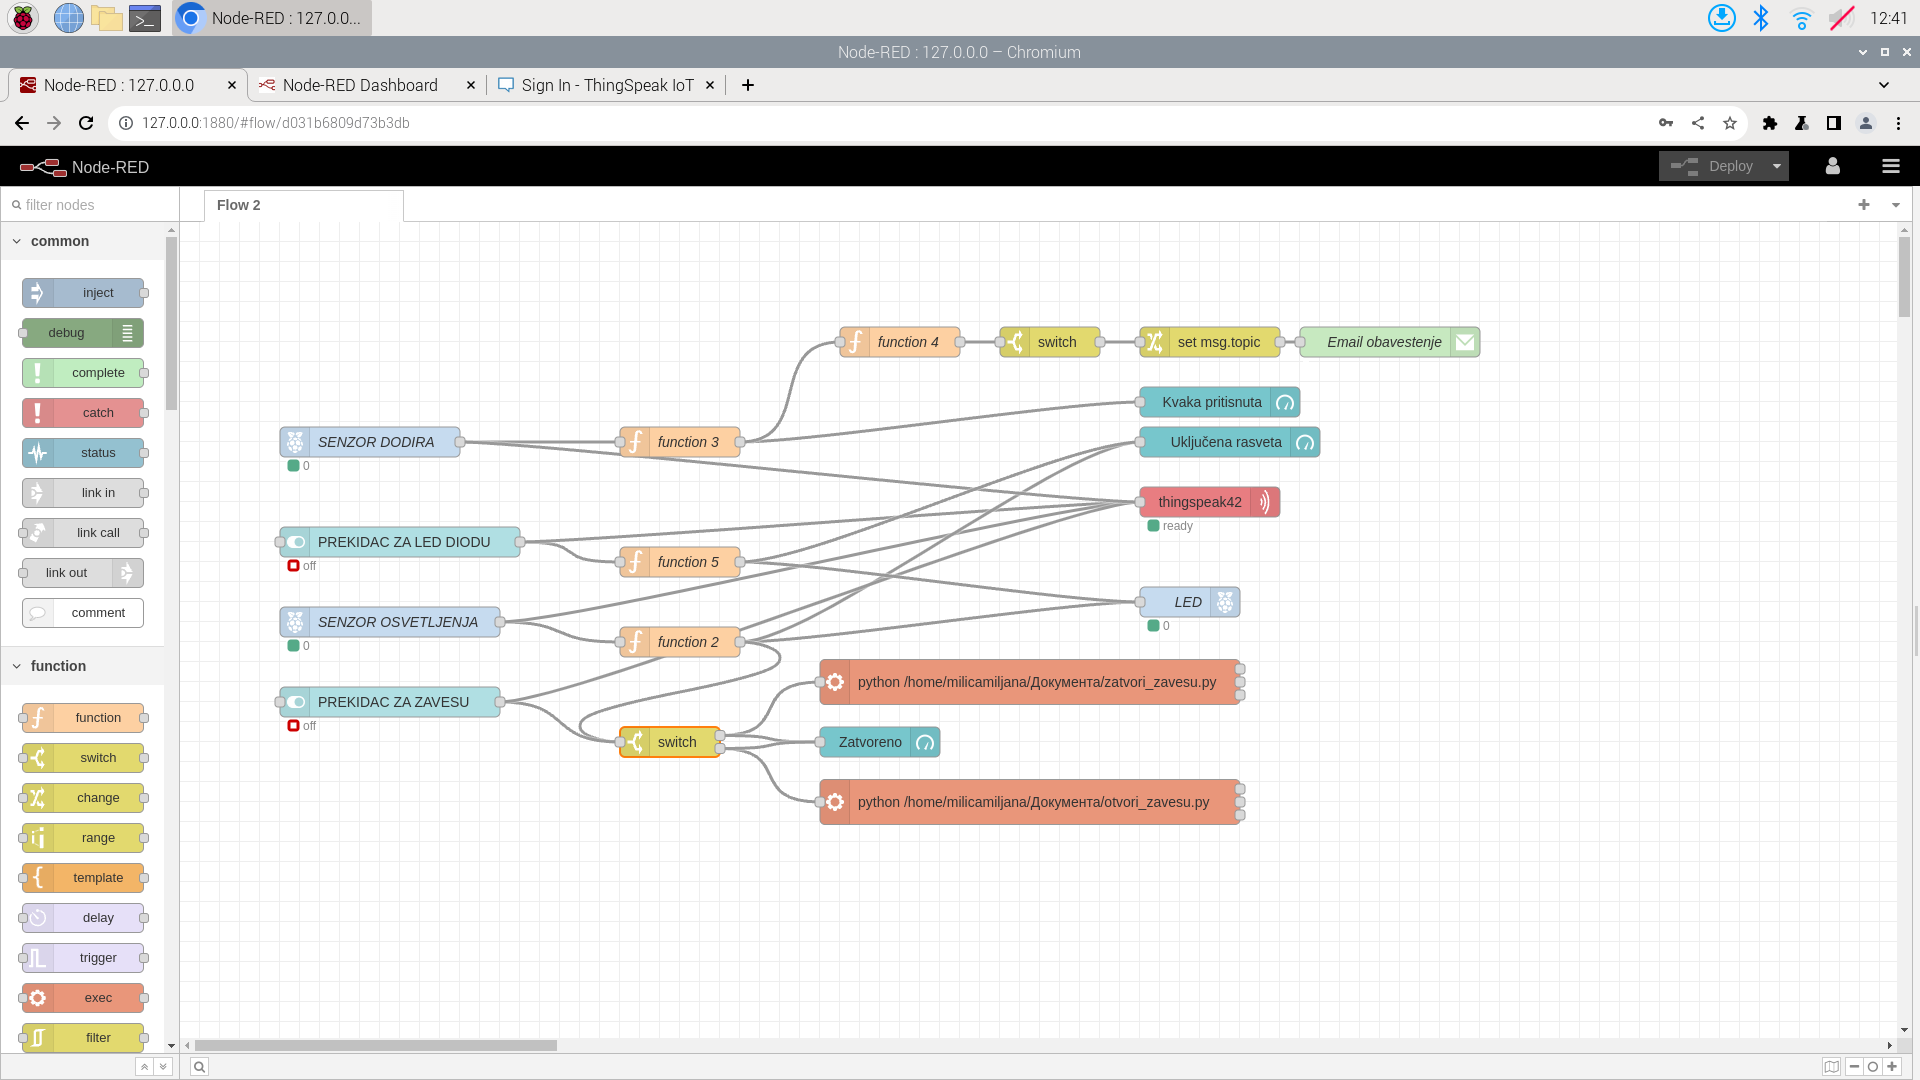 Node-RED : 127.0.0...
12:41
Node-RED : 127.0.0.0 – Chromium
Node-RED : 127.0.0.0
Node-RED Dashboard
Sign In - ThingSpeak IoT
127.0.0.0:1880/#flow/d031b6809d73b3db
Node-RED
Deploy
filter nodes
Flow 2
common
inject
debug
complete
catch
status
link in
link call
link out
comment
function
function
switch
change
range
template
delay
trigger
exec
filter
function 4
switch
set msg.topic
Email obavestenje
Kvaka pritisnuta
SENZOR DODIRA
0
function 3
Uključena rasveta
thingspeak42
ready
PREKIDAC ZA LED DIODU
off
function 5
LED
0
SENZOR OSVETLJENJA
0
function 2
python /home/milicamiljana/Документа/zatvori_zavesu.py
PREKIDAC ZA ZAVESU
off
switch
Zatvoreno
python /home/milicamiljana/Документа/otvori_zavesu.py